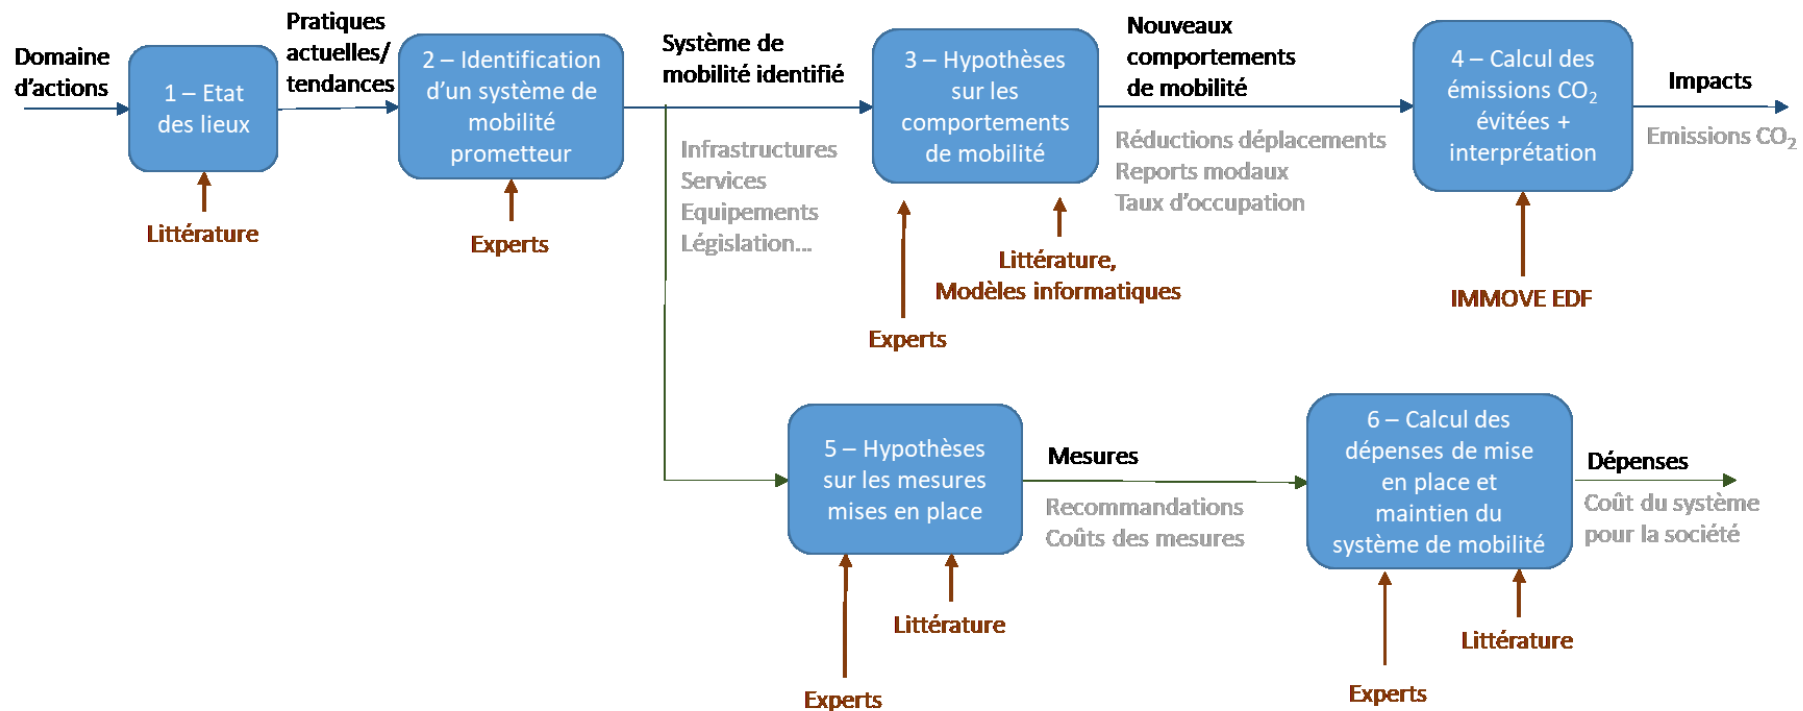 Domaine
d’actions
1 – Etat
des lieux
Littérature
Pratiques
actuelles/
tendances
2 – Identification
d’un système de
mobilité
prometteur
Experts
Système de
mobilité identifié
Infrastructures
Services
Equipements
Législation...
3 – Hypothèses
sur les
comportements
de mobilité
Experts
Littérature,
Modèles informatiques
Nouveaux
comportements
de mobilité
Réductions déplacements
Reports modaux
Taux d’occupation
4 – Calcul des
émissions CO₂
évitées +
interprétation
IMMOVE EDF
Impacts
Emissions CO₂
5 – Hypothèses
sur les mesures
mises en place
Experts
Littérature
Mesures
Recommandations
Coûts des mesures
6 – Calcul des
dépenses de mise
en place et
maintien du
système de mobilité
Experts
Littérature
Dépenses
Coût du système
pour la société